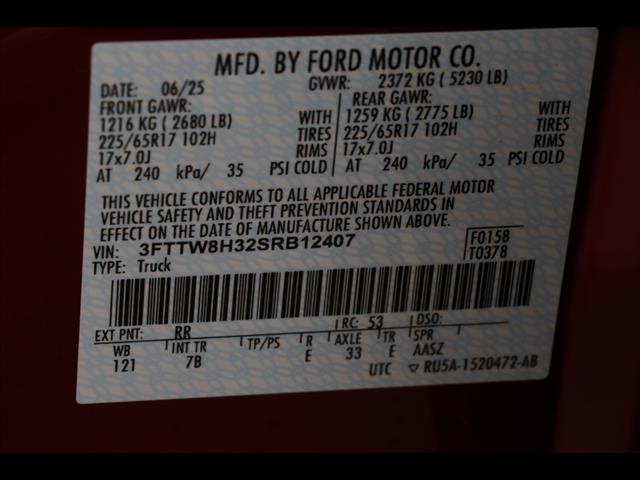 MFD. BY FORD MOTOR CO.
DATE: 06/25 GVWR: 2372 KG ( 5230 LB)
FRONT GAWR: REAR GAWR:
1216 KG ( 2680 LB) WITH 1259 KG ( 2775 LB) WITH
225/65R17 102H TIRES 225/65R17 102H TIRES
17x7.0J RIMS 17x7.0J RIMS
AT 240 kPa/ 35 PSI COLD AT 240 kPa/ 35 PSI COLD
THIS VEHICLE CONFORMS TO ALL APPLICABLE FEDERAL MOTOR
VEHICLE SAFETY AND THEFT PREVENTION STANDARDS IN
EFFECT ON THE DATE OF MANUFACTURE SHOWN ABOVE.
VIN: 3FTTW8H32SRB12407 F0158
TYPE: Truck T0378
EXT PNT: RR RC: 53 DSO:
WB INT TR TP/PS R AXLE TR SPR
121 7B E 33 E AASZ
UTC ▽ RU5A-1520472-AB